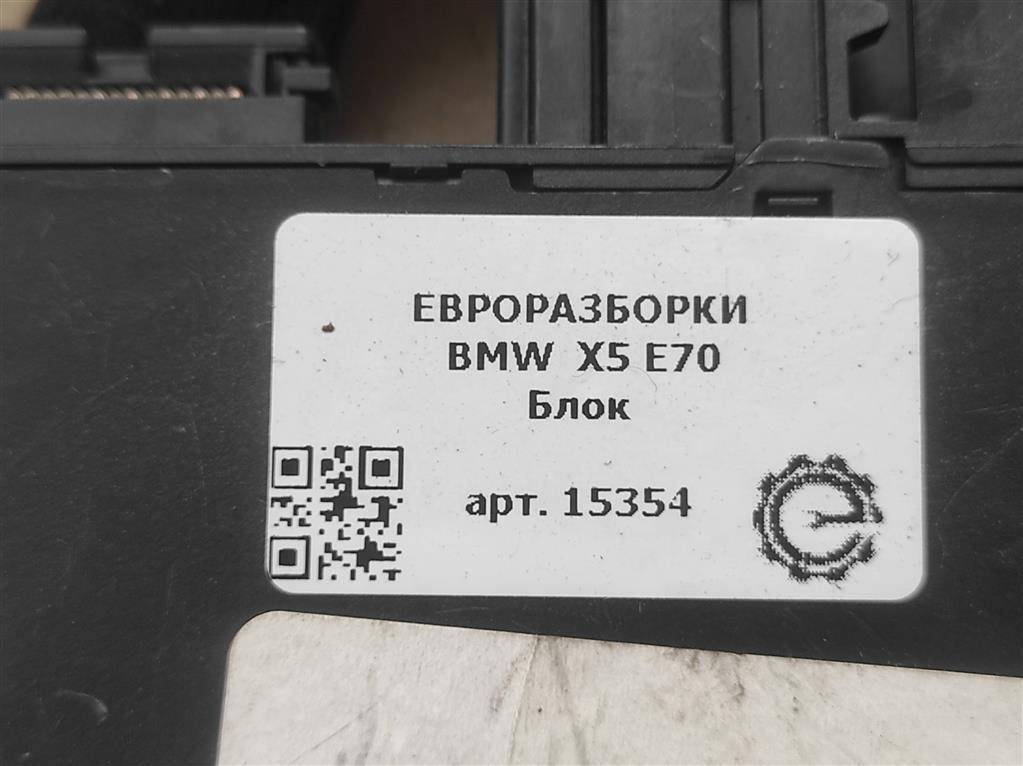 ЕВРОРАЗБОРКИ
BMW X5 E70
Блок
арт. 15354